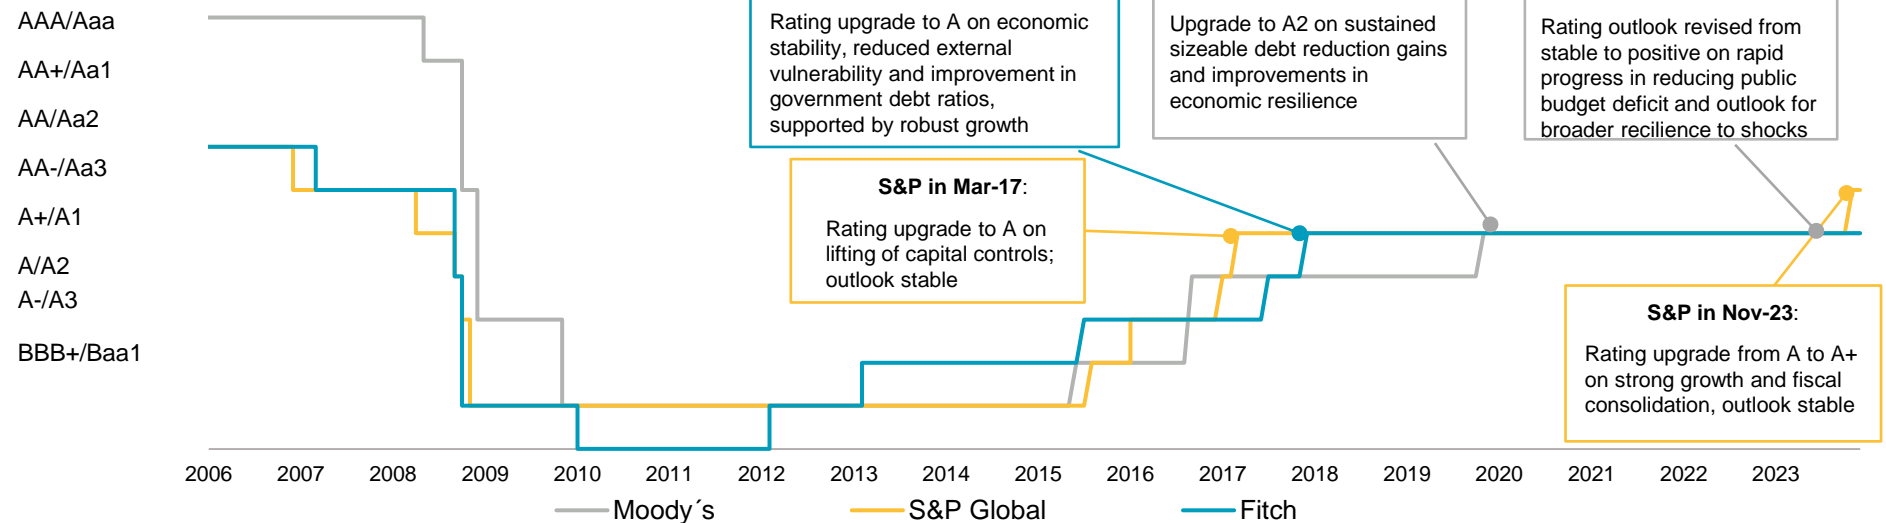 AAA/Aaa
AA+/Aa1
AA/Aa2
AA-/Aa3
A+/A1
A/A2
A-/A3
BBB+/Baa1
Rating upgrade to A on economic
stability, reduced external
vulnerability and improvement in
government debt ratios,
supported by robust growth
Upgrade to A2 on sustained
sizeable debt reduction gains
and improvements in
economic resilience
Rating outlook revised from
stable to positive on rapid
progress in reducing public
budget deficit and outlook for
broader recilience to shocks
S&P in Mar-17:
Rating upgrade to A on
lifting of capital controls;
outlook stable
S&P in Nov-23:
Rating upgrade from A to A+
on strong growth and fiscal
consolidation, outlook stable
2006 2007 2008 2009 2010 2011 2012 2013 2014 2015 2016 2017 2018 2019 2020 2021 2022 2023
Moody´s S&P Global Fitch